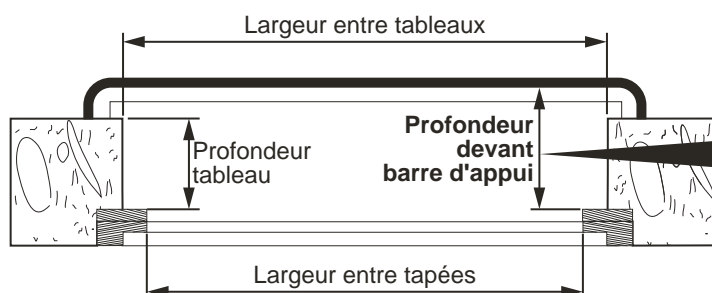 Largeur entre tableaux
Profondeur
tableau
Profondeur
devant
barre d'appui
Largeur entre tapées